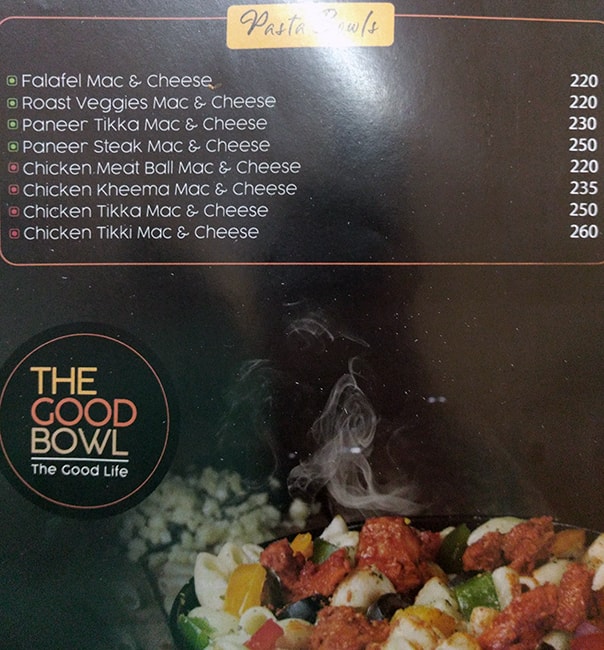 Pasta Bowls
Falafel Mac & Cheese 220
Roast Veggies Mac & Cheese 220
Paneer Tikka Mac & Cheese 230
Paneer Steak Mac & Cheese 250
Chicken Meat Ball Mac & Cheese 220
Chicken Kheema Mac & Cheese 235
Chicken Tikka Mac & Cheese 250
Chicken Tikki Mac & Cheese 260
THE
GOOD
BOWL
The Good Life